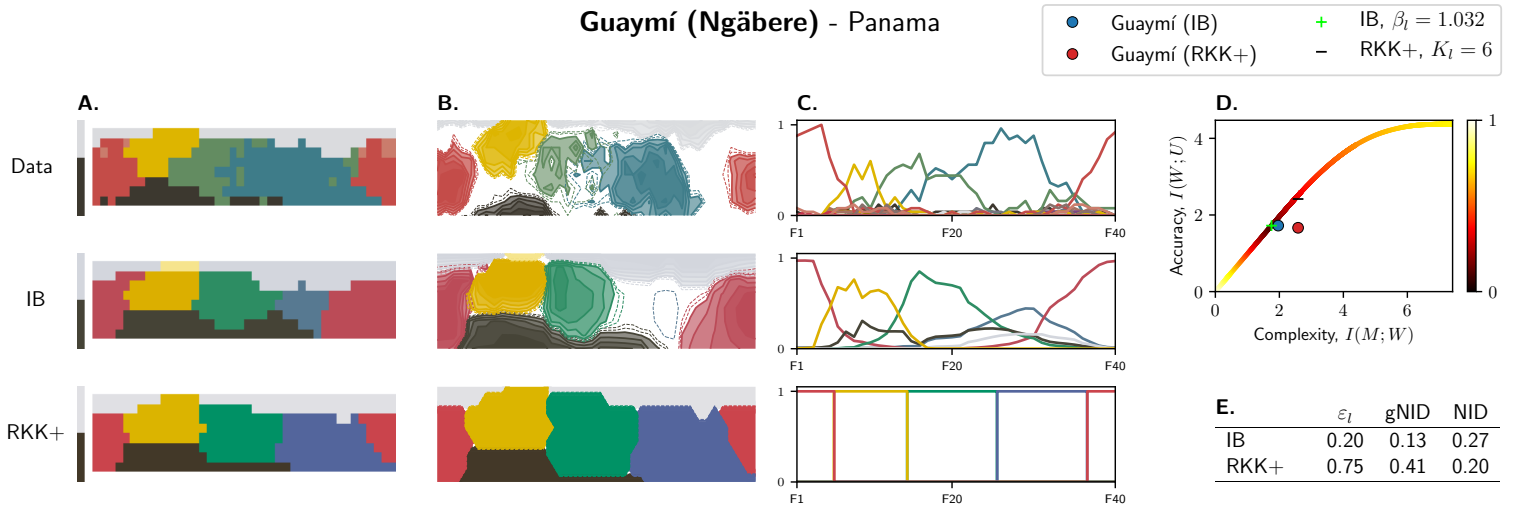 Guaymí (Ngäbere) - Panama
Guaymí (IB)
Guaymí (RKK+)
IB, βl = 1.032
RKK+, Kl = 6
A.
B.
C.
D.
Data
IB
RKK+
1
0
F1
F20
F40
1
0
F1
F20
F40
1
0
F1
F20
F40
Accuracy, I(W; U)
4
2
0
0
2
4
6
Complexity, I(M; W)
1
0
E.
εl gNID NID
IB 0.20 0.13 0.27
RKK+ 0.75 0.41 0.20